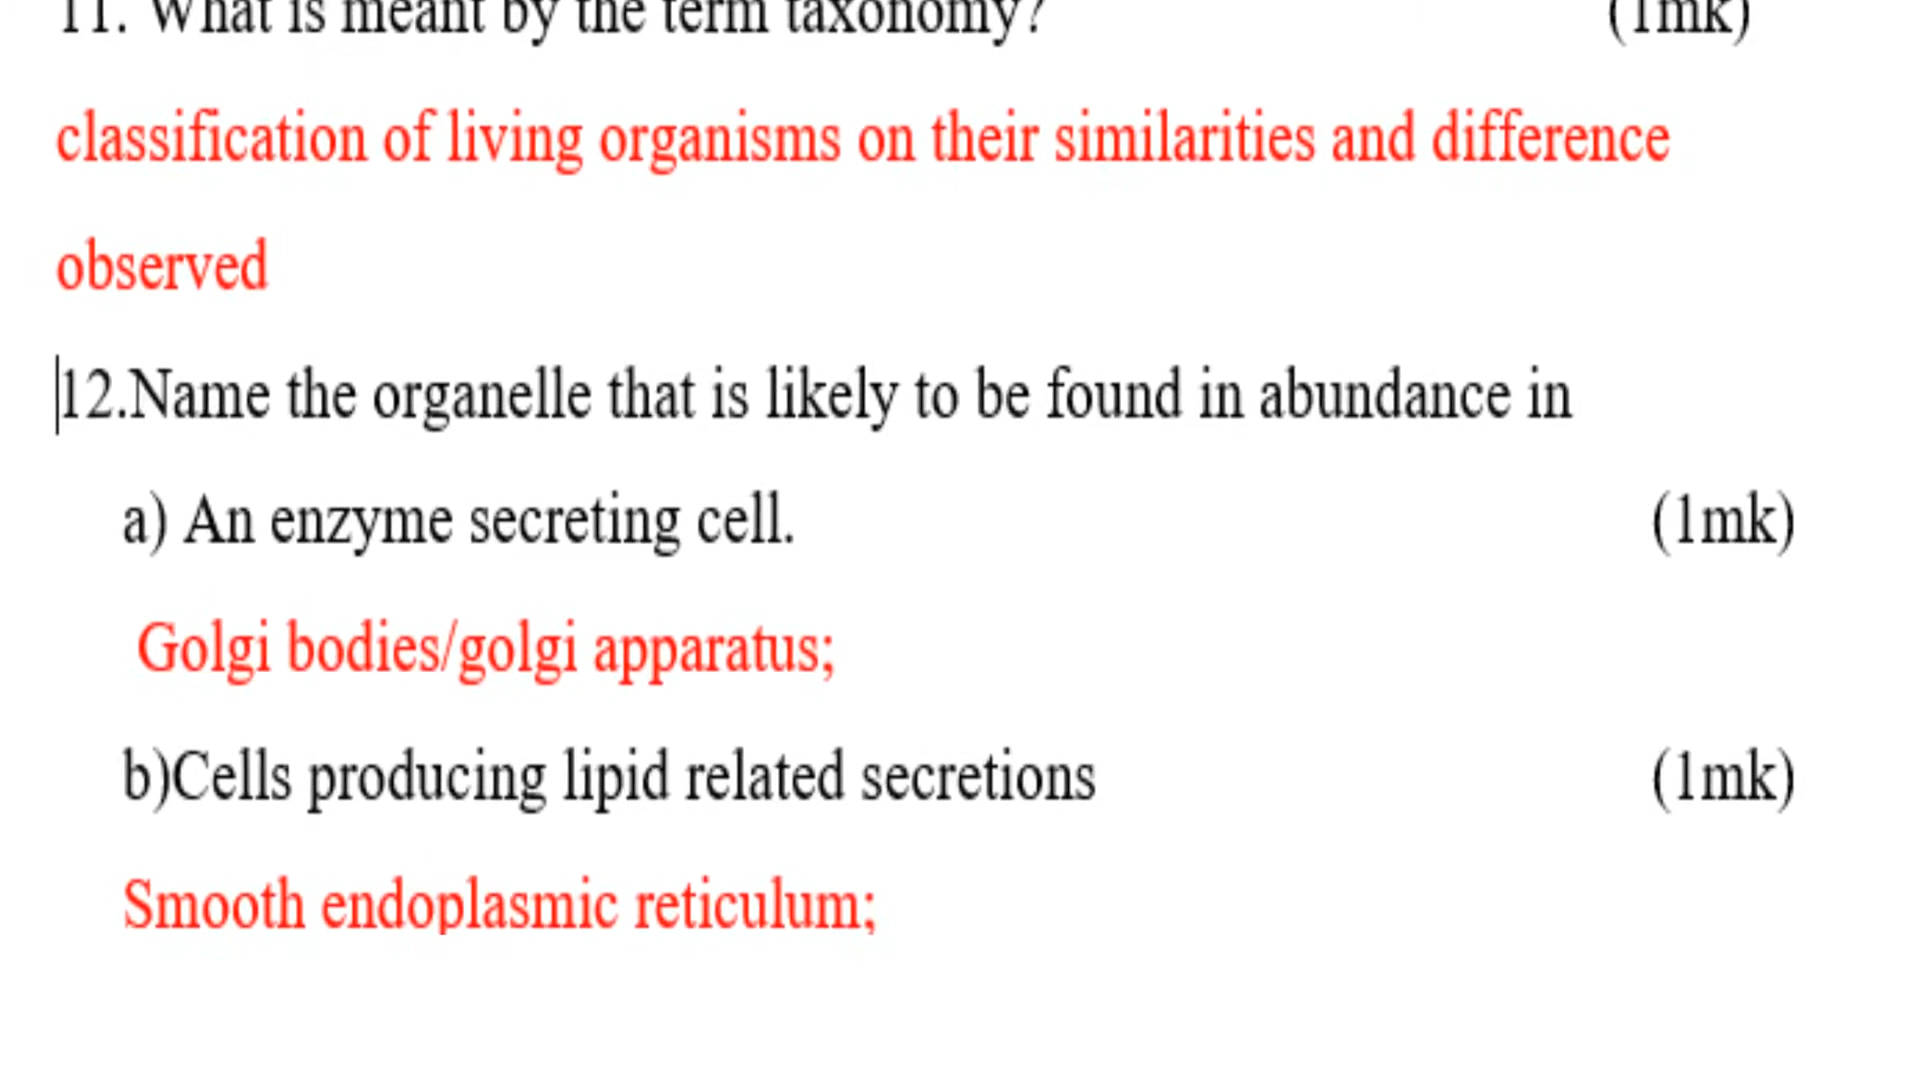 11. What is meant by the term taxonomy? (1mk)
classification of living organisms on their similarities and difference
observed
12.Name the organelle that is likely to be found in abundance in
a) An enzyme secreting cell. (1mk)
Golgi bodies/golgi apparatus;
b)Cells producing lipid related secretions (1mk)
Smooth endoplasmic reticulum;